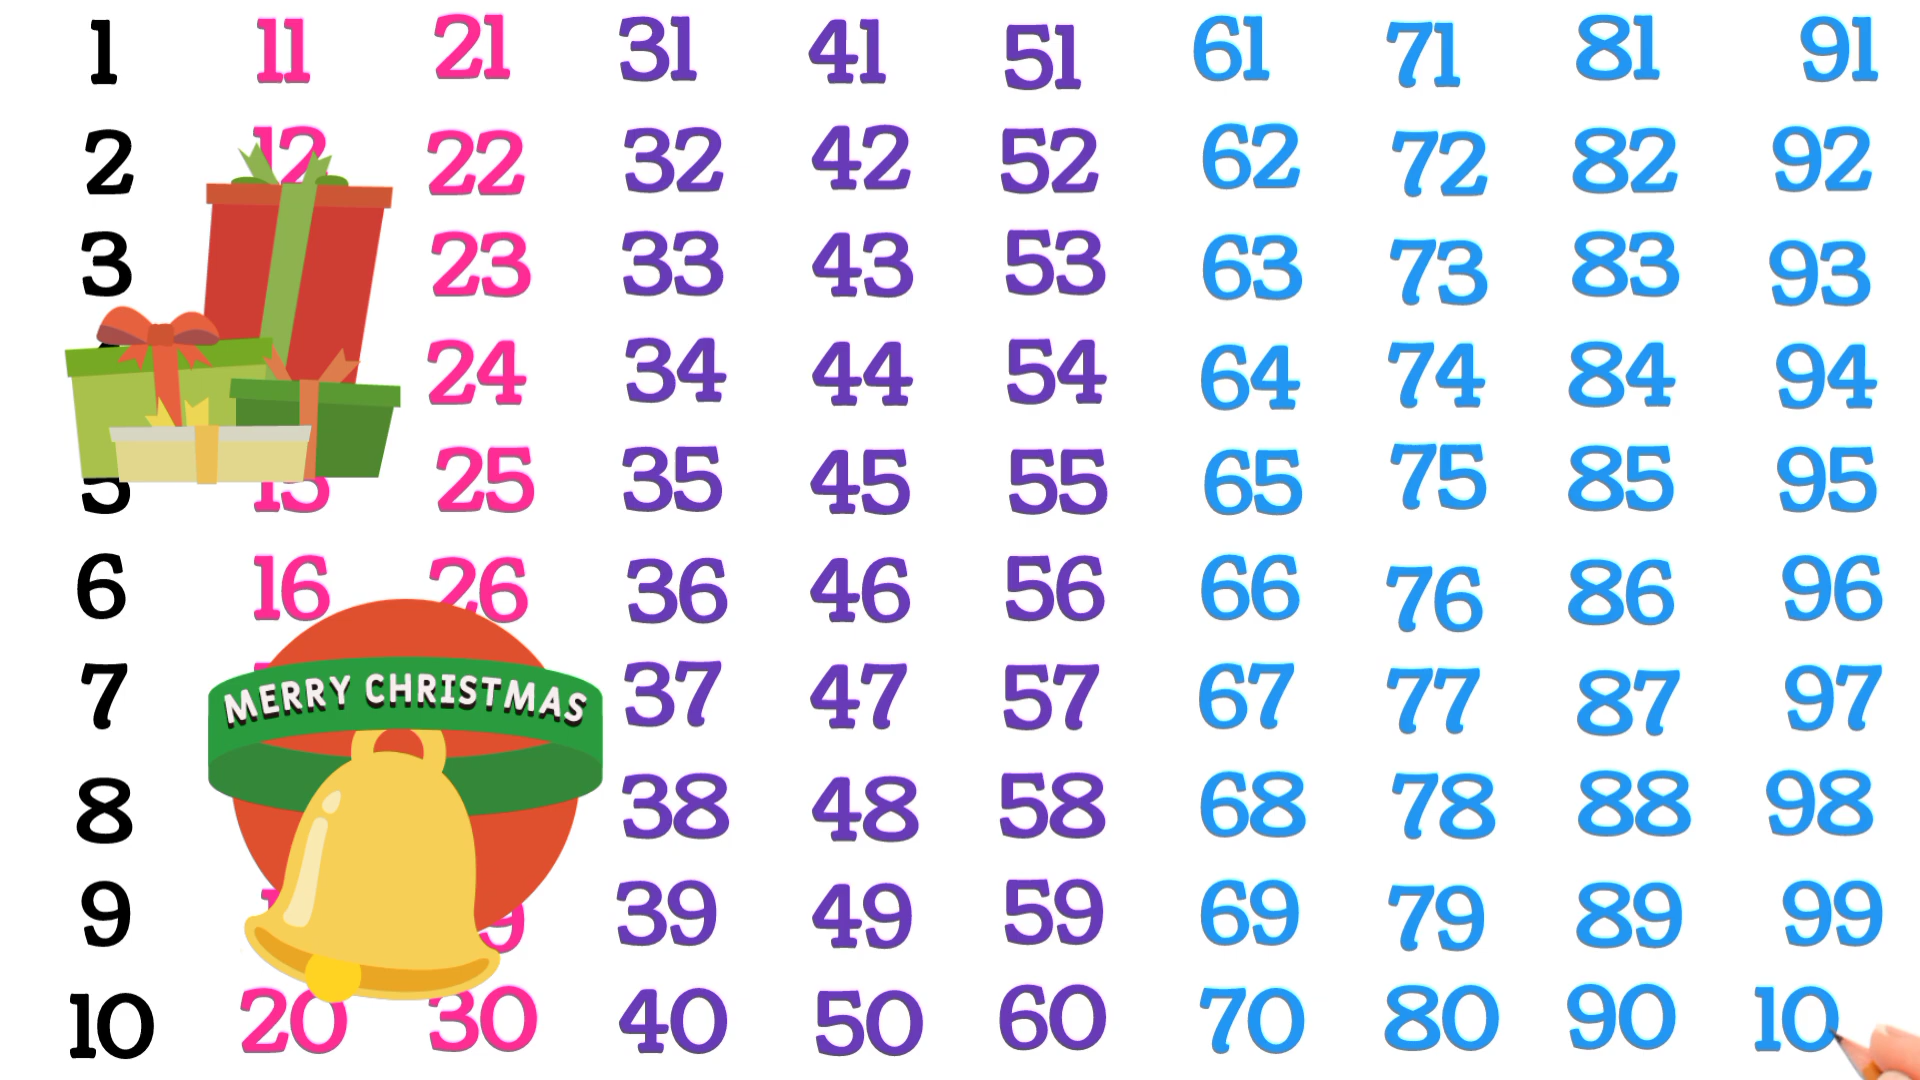 1 11 21 31 41 51 61 71 81 91
2 12 22 32 42 52 62 72 82 92
3 23 33 43 53 63 73 83 93
24 34 44 54 64 74 84 94
5 15 25 35 45 55 65 75 85 95
6 16 26 36 46 56 66 76 86 96
7 37 47 57 67 77 87 97
MERRY CHRISTMAS
8 38 48 58 68 78 88 98
9 39 49 59 69 79 89 99
10 20 30 40 50 60 70 80 90 10